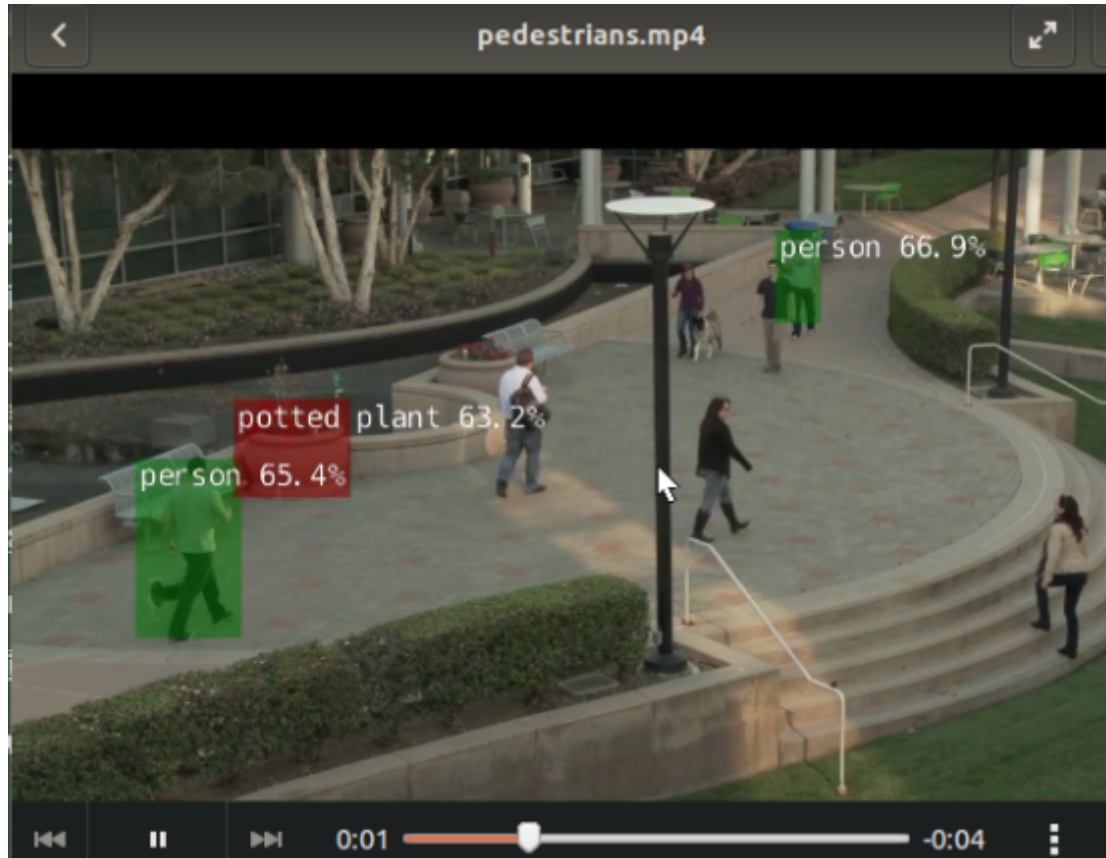 pedestrians.mp4
person 66.9%
potted plant 63.2%
person 65.4%
0:01
-0:04